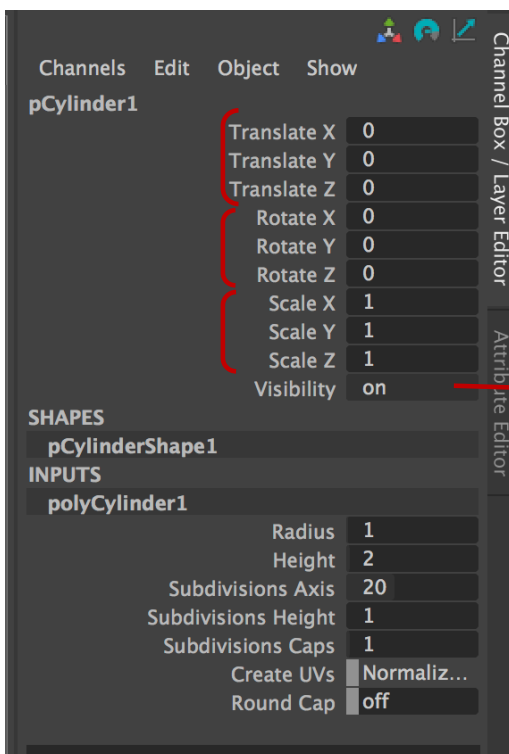 Channels Edit Object Show
pCylinder1
Translate X 0
Translate Y 0
Translate Z 0
Rotate X 0
Rotate Y 0
Rotate Z 0
Scale X 1
Scale Y 1
Scale Z 1
Visibility on
SHAPES
pCylinderShape1
INPUTS
polyCylinder1
Radius 1
Height 2
Subdivisions Axis 20
Subdivisions Height 1
Subdivisions Caps 1
Create UVs Normaliz...
Round Cap off
Channel Box / Layer Editor
Attribute Editor